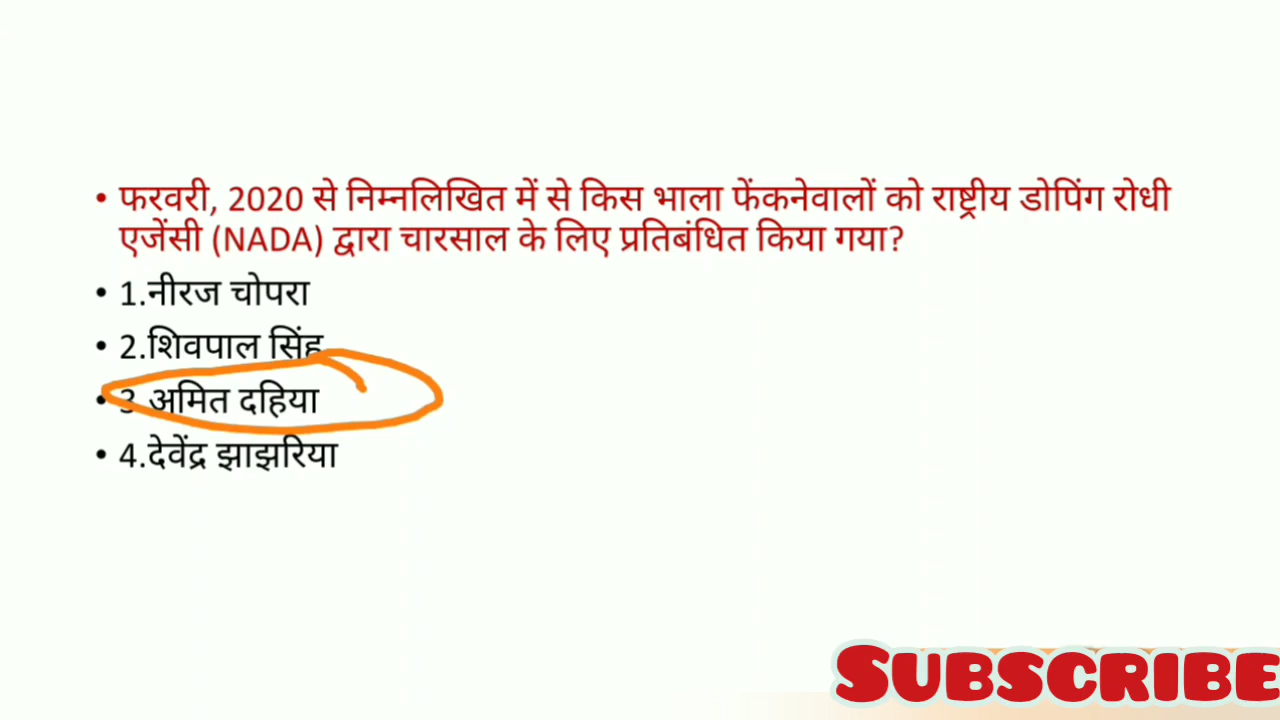 • फरवरी, 2020 से निम्नलिखित में से किस भाला फेंकनेवालों को राष्ट्रीय डोपिंग रोधी
एजेंसी (NADA) द्वारा चारसाल के लिए प्रतिबंधित किया गया?
• 1.नीरज चोपरा
• 2.शिवपाल सिंह
• 3.अमित दहिया
• 4.देवेंद्र झाझरिया
SUBSCRIBE